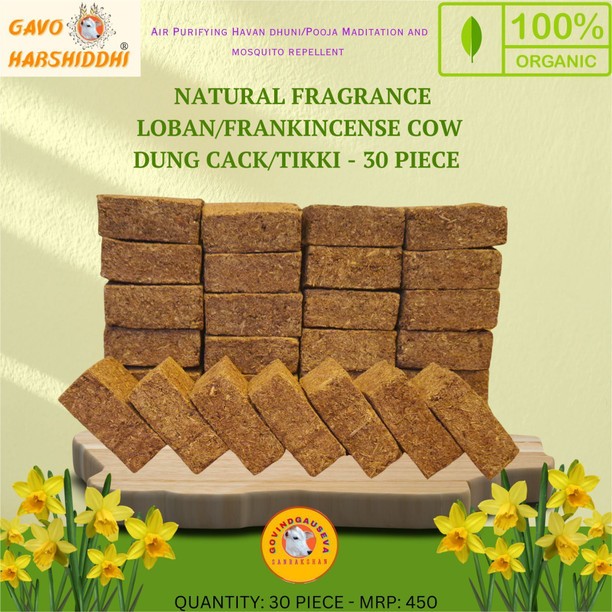 GAVO
HARSHIDDHI®
AIR PURIFYING HAVAN DHUNI/POOJA MADITATION AND
MOSQUITO REPELLENT
100%
ORGANIC
NATURAL FRAGRANCE
LOBAN/FRANKINCENSE COW
DUNG CACK/TIKKI - 30 PIECE
GOVINDGAUSEVA
SANRAKSHAN
QUANTITY: 30 PIECE - MRP: 450